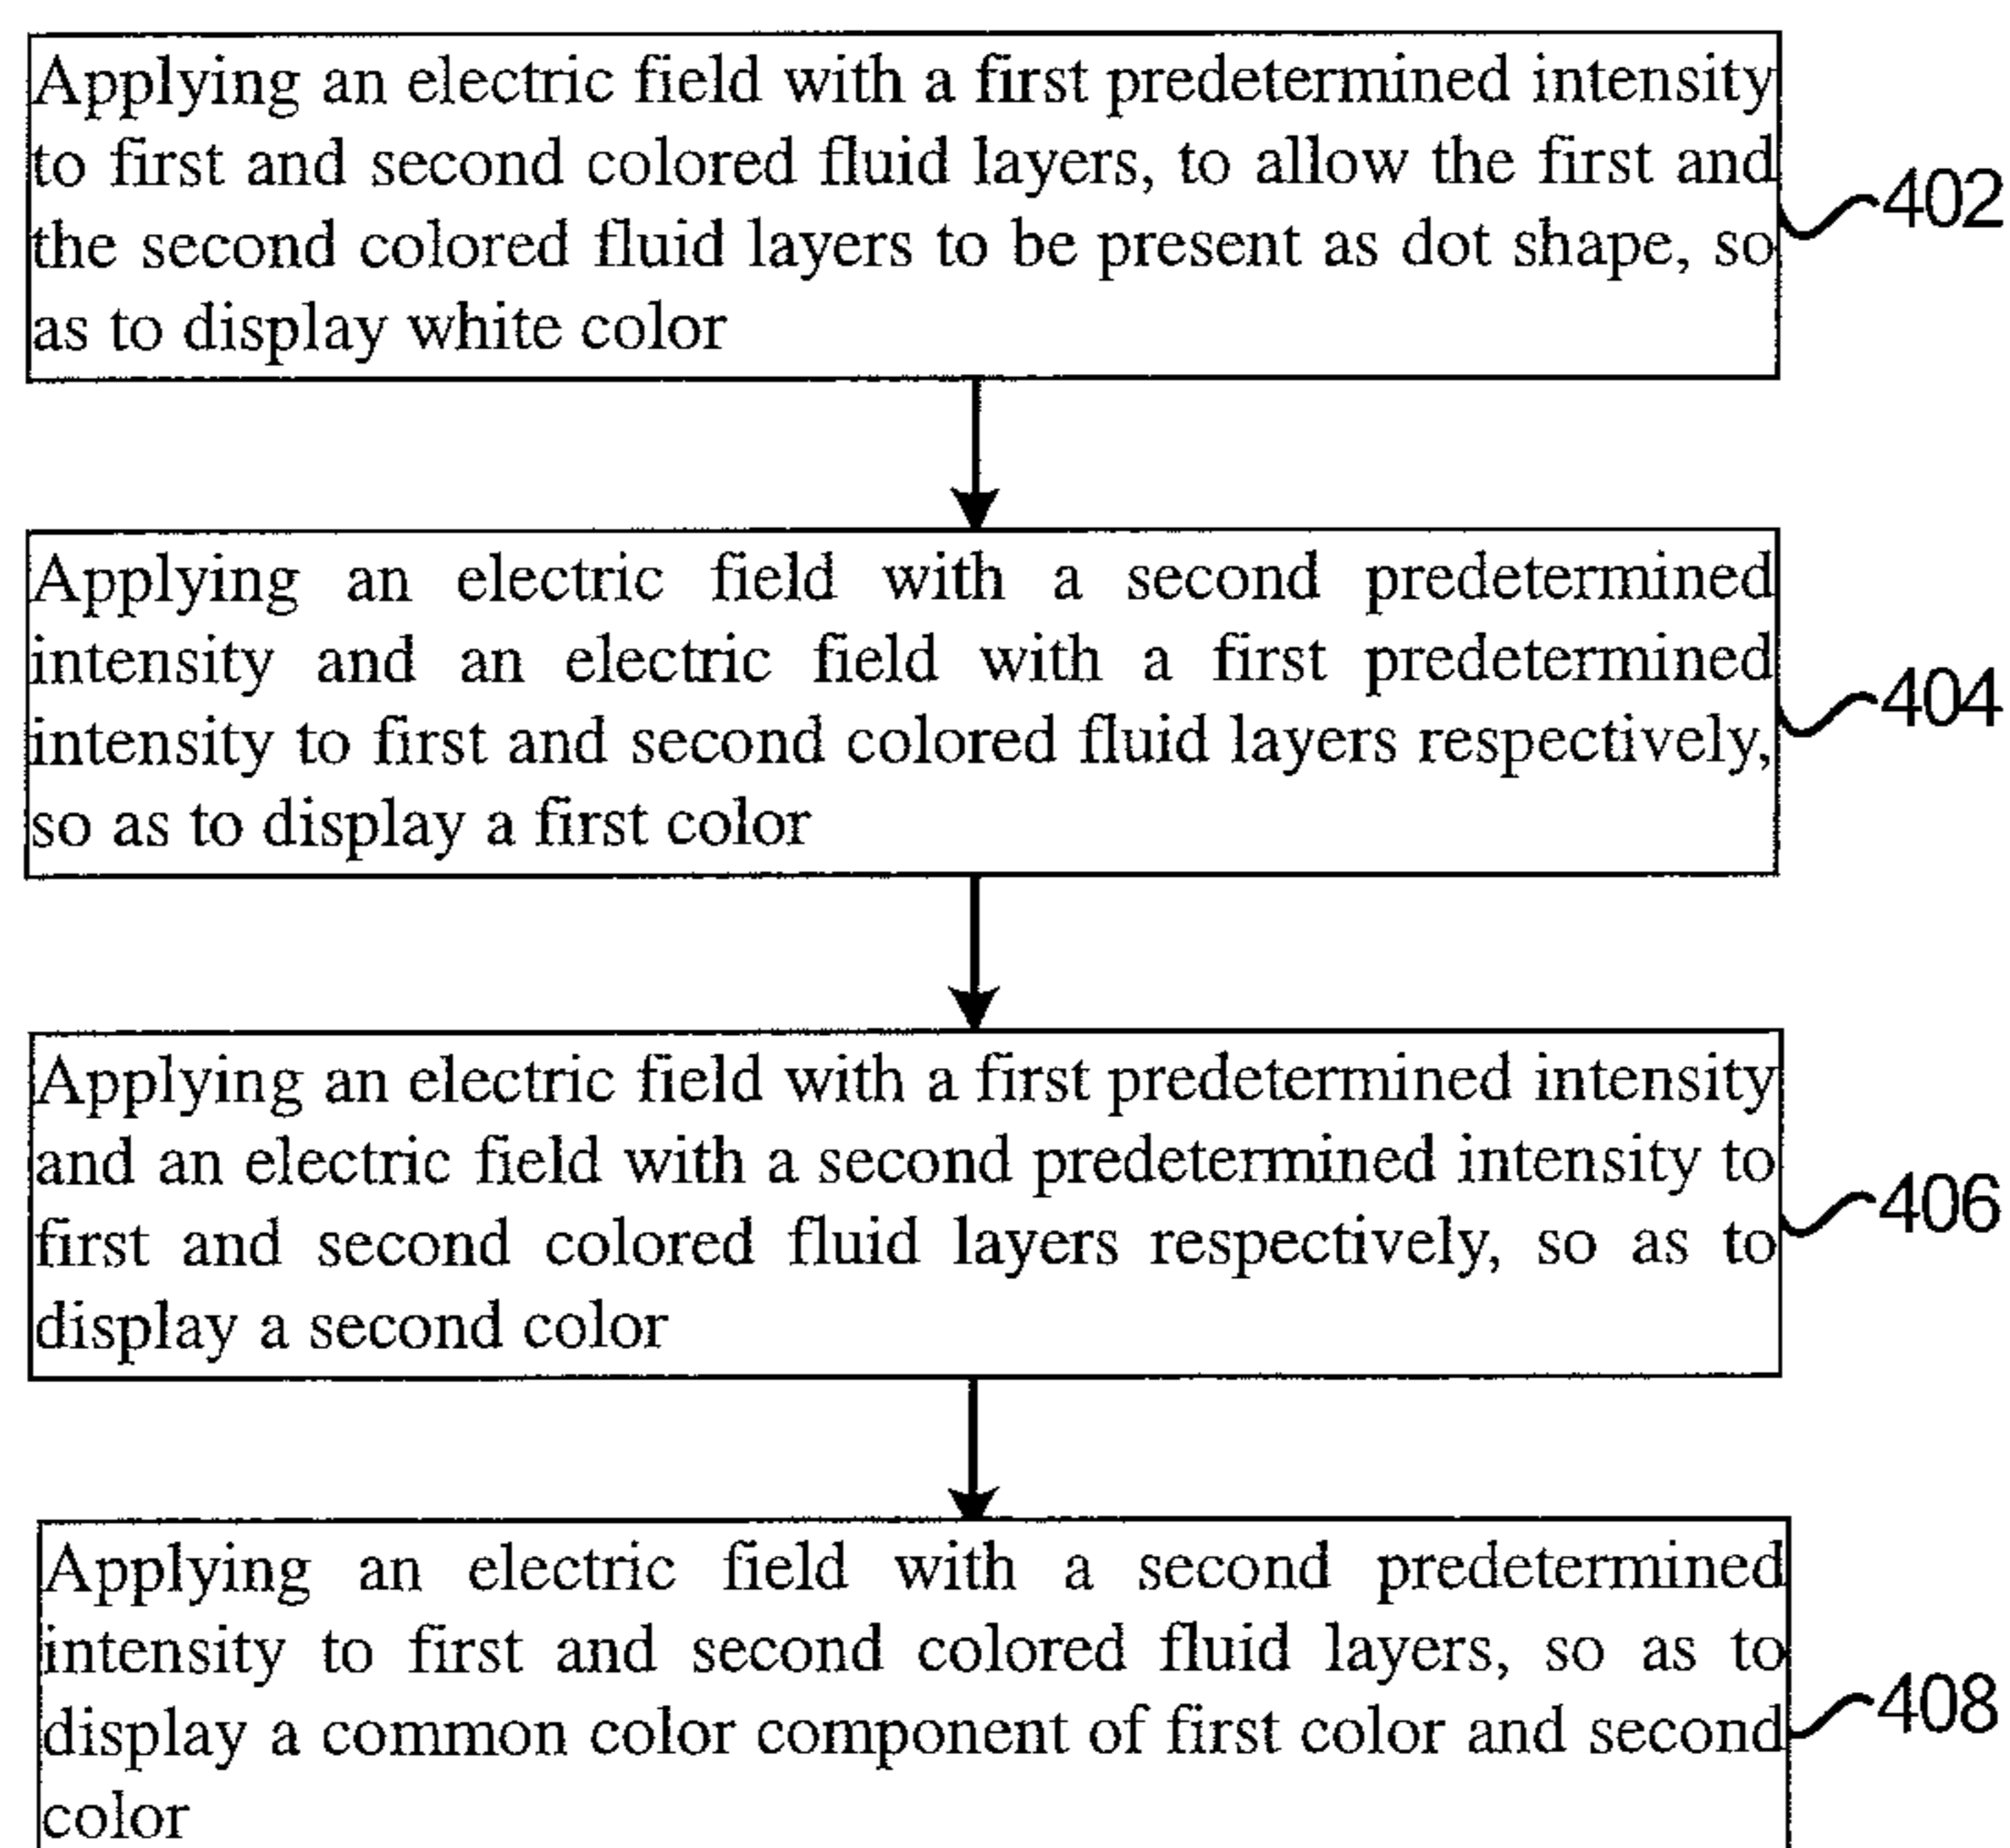 Applying an electric field with a first predetermined intensity
to first and second colored fluid layers, to allow the first and
the second colored fluid layers to be present as dot shape, so
as to display white color
402
Applying an electric field with a second predetermined
intensity and an electric field with a first predetermined
intensity to first and second colored fluid layers respectively,
so as to display a first color
404
Applying an electric field with a first predetermined intensity
and an electric field with a second predetermined intensity to
first and second colored fluid layers respectively, so as to
display a second color
406
Applying an electric field with a second predetermined
intensity to first and second colored fluid layers, so as to
display a common color component of first color and second
color
408